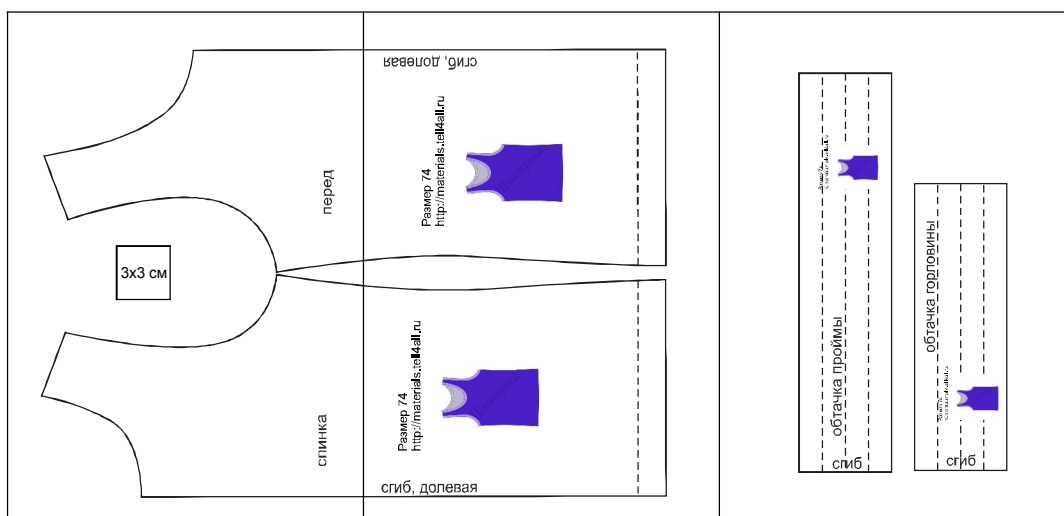 сгиб, долевая
Размер 74
http://materials.tell4all.ru
перед
3х3 см
Размер 74
http://materials.tell4all.ru
спинка
сгиб, долевая
обтачка проймы
сгиб
обтачка горловины
сгиб